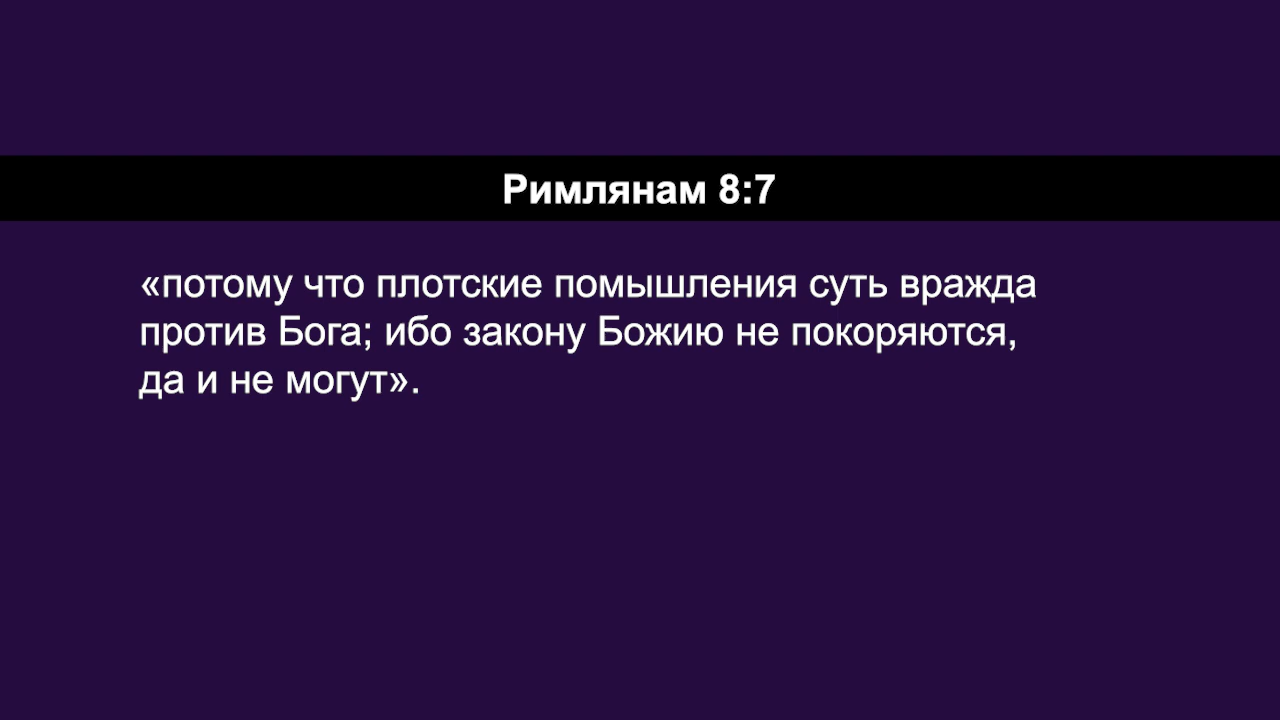 Римлянам 8:7
«потому что плотские помышления суть вражда
против Бога; ибо закону Божию не покоряются,
да и не могут».